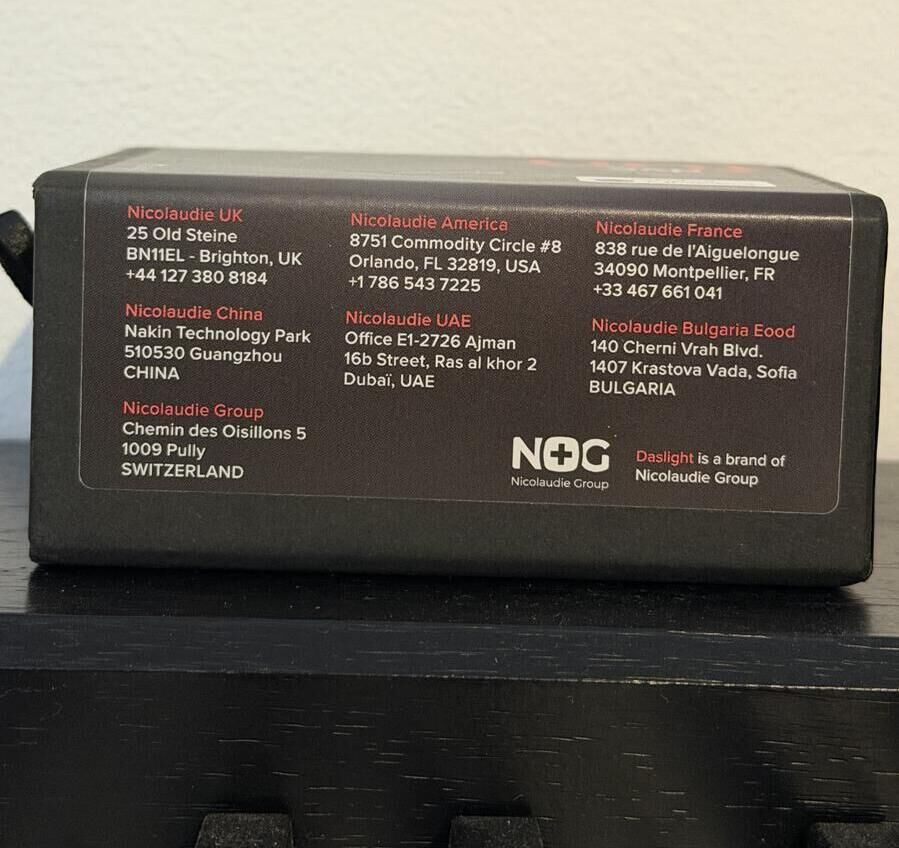 Nicolaudie UK
25 Old Steine
BN11EL - Brighton, UK
+44 127 380 8184
Nicolaudie America
8751 Commodity Circle #8
Orlando, FL 32819, USA
+1 786 543 7225
Nicolaudie France
838 rue de l'Aiguelongue
34090 Montpellier, FR
+33 467 661 041
Nicolaudie China
Nakin Technology Park
510530 Guangzhou
CHINA
Nicolaudie UAE
Office E1-2726 Ajman
16b Street, Ras al khor 2
Dubaï, UAE
Nicolaudie Bulgaria Eood
140 Cherni Vrah Blvd.
1407 Krastova Vada, Sofia
BULGARIA
Nicolaudie Group
Chemin des Oisillons 5
1009 Pully
SWITZERLAND
NOG
Nicolaudie Group
Daslight is a brand of
Nicolaudie Group